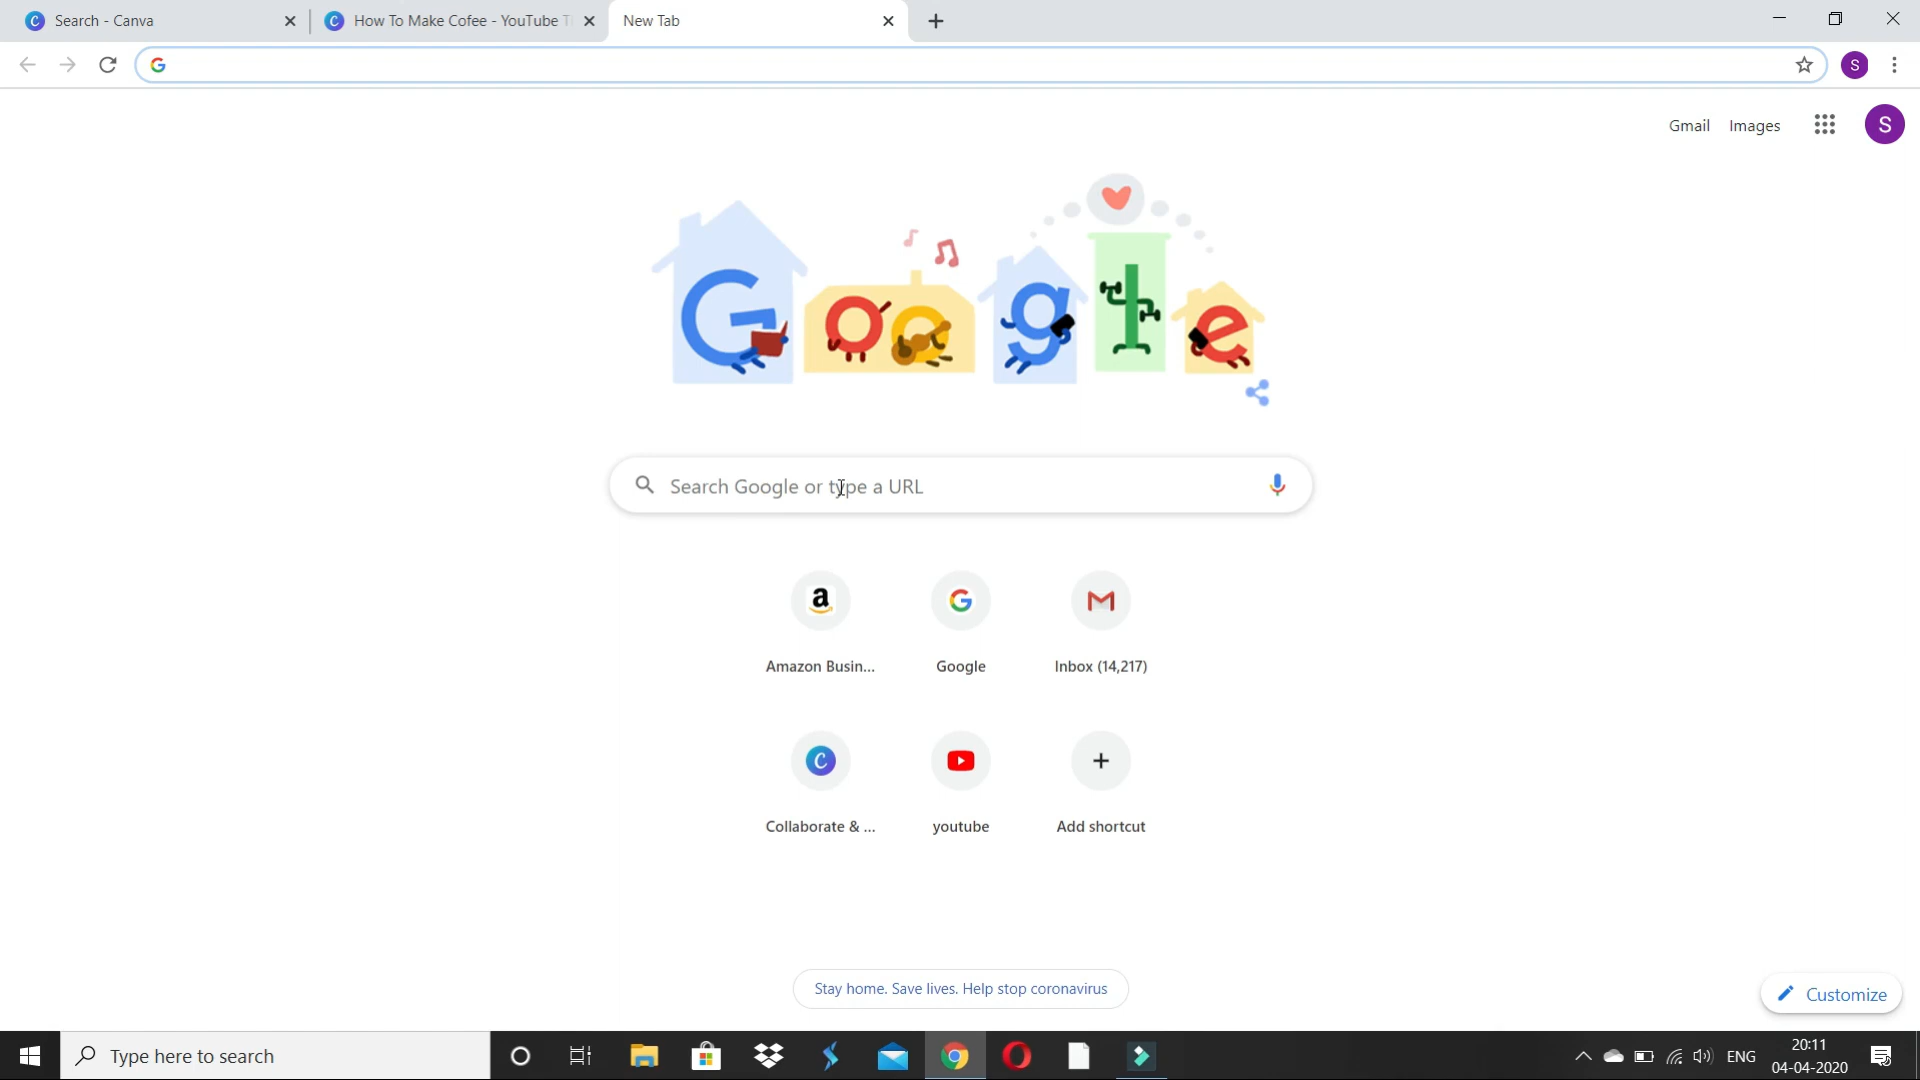 Search - Canva
How To Make Cofee - YouTube T
New Tab
S
Gmail
Images
S
Google
Search Google or type a URL
Amazon Busin...
Google
Inbox (14,217)
Collaborate & ...
youtube
Add shortcut
Stay home. Save lives. Help stop coronavirus
Customize
Type here to search
ENG
20:11
04-04-2020